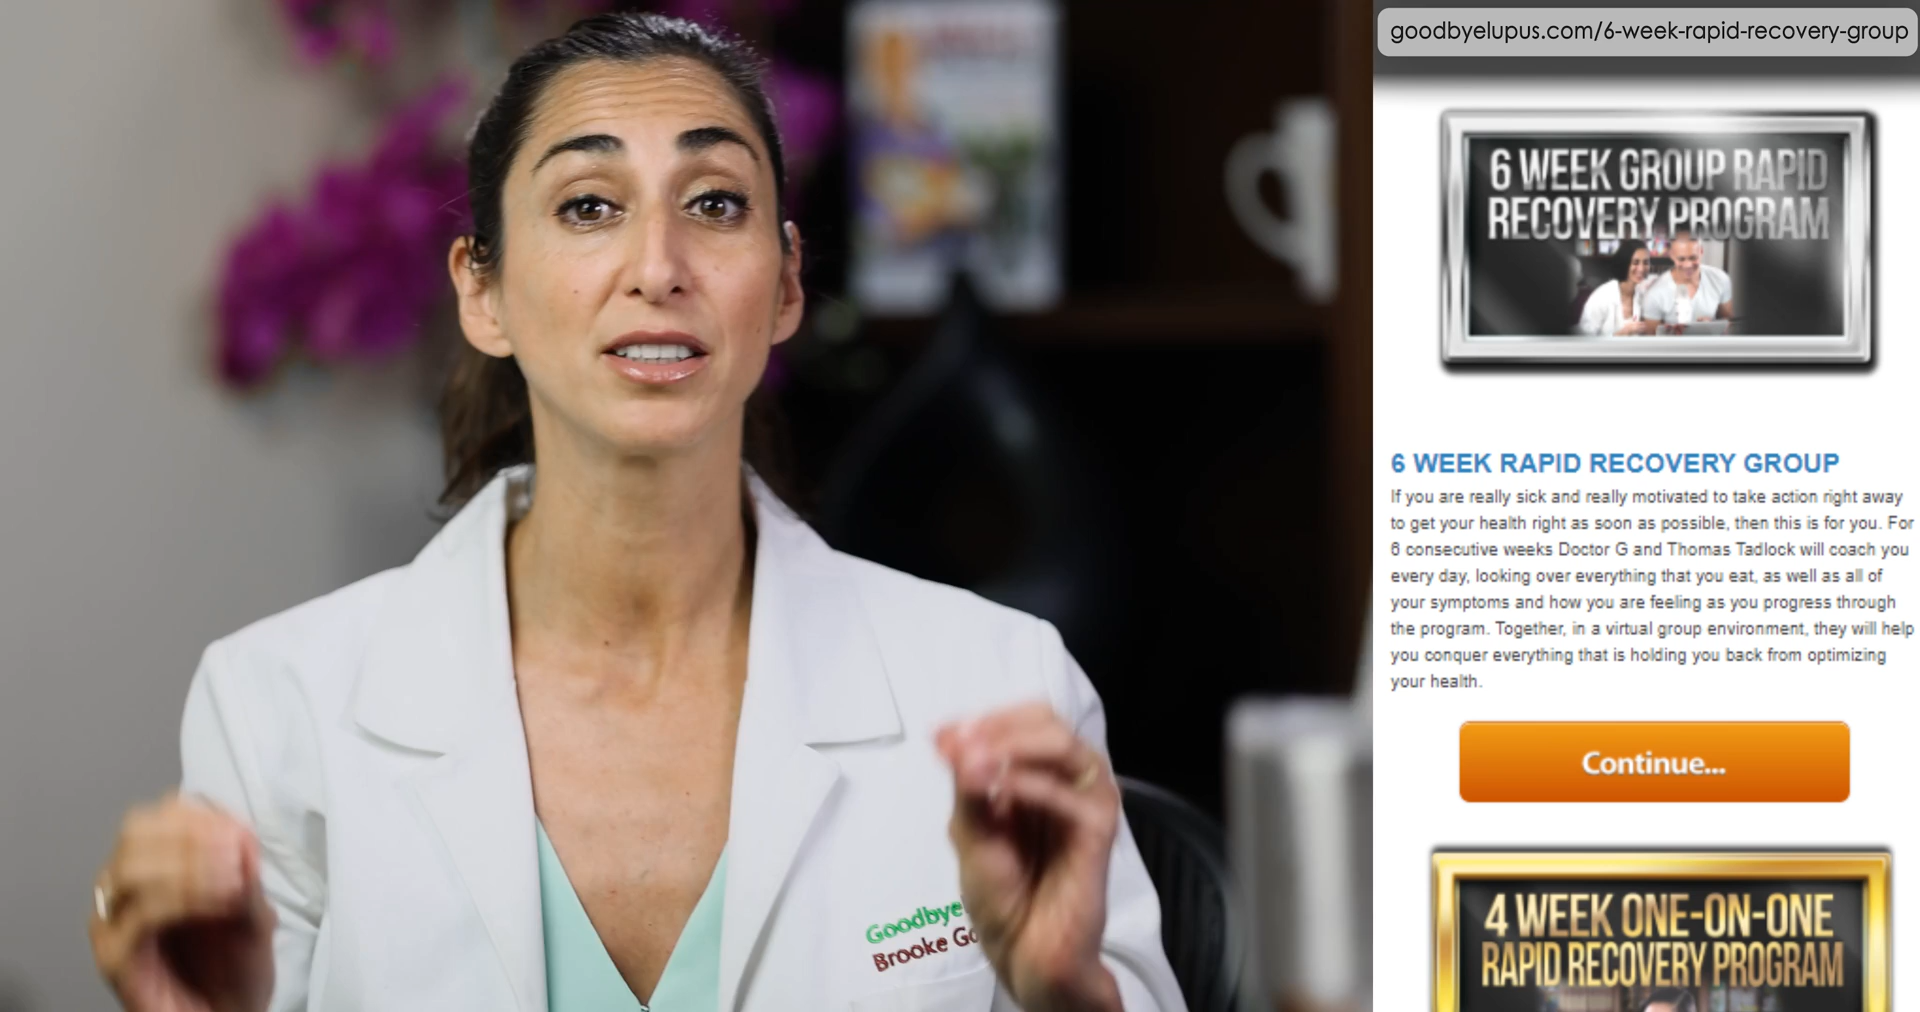 goodbyelupus.com/6-week-rapid-recovery-group
6 WEEK GROUP RAPID
RECOVERY PROGRAM
6 WEEK RAPID RECOVERY GROUP
If you are really sick and really motivated to take action right away
to get your health right as soon as possible, then this is for you. For
6 consecutive weeks Doctor G and Thomas Tadlock will coach you
every day, looking over everything that you eat, as well as all of
your symptoms and how you are feeling as you progress through
the program. Together, in a virtual group environment, they will help
you conquer everything that is holding you back from optimizing
your health.
Continue...
4 WEEK ONE-ON-ONE
RAPID RECOVERY PROGRAM
Goodbye
Brooke Go